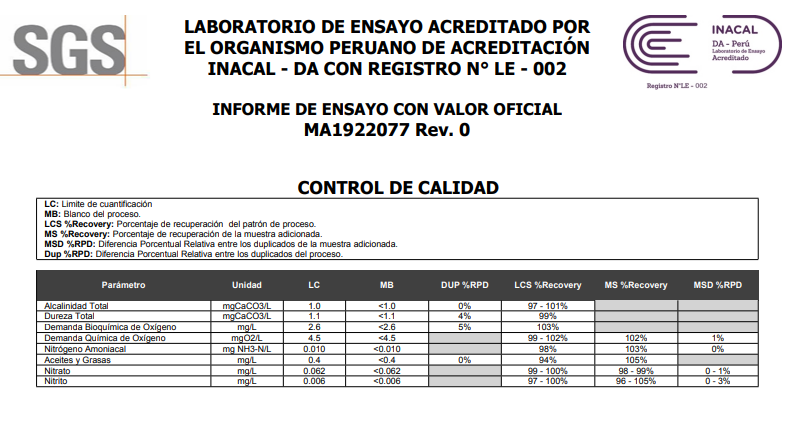 SGS
LABORATORIO DE ENSAYO ACREDITADO POR
EL ORGANISMO PERUANO DE ACREDITACIÓN
INACAL - DA CON REGISTRO N° LE - 002
INACAL
DA - Perú
Laboratorio de Ensayo
Acreditado
Registro N°LE - 002
INFORME DE ENSAYO CON VALOR OFICIAL
MA1922077 Rev. 0
CONTROL DE CALIDAD
LC: Limite de cuantificación
MB: Blanco del proceso.
LCS %Recovery: Porcentaje de recuperación del patrón de proceso.
MS %Recovery: Porcentaje de recuperación de la muestra adicionada.
MSD %RPD: Diferencia Porcentual Relativa entre los duplicados de la muestra adicionada.
Dup %RPD: Diferencia Porcentual Relativa entre los duplicados del proceso.
Parámetro Unidad LC MB DUP %RPD LCS %Recovery MS %Recovery MSD %RPD
Alcalinidad Total mgCaCO3/L 1.0 <1.0 0% 97 - 101%
Dureza Total mgCaCO3/L 1.1 <1.1 4% 99%
Demanda Bioquímica de Oxígeno mg/L 2.6 <2.6 5% 103%
Demanda Química de Oxígeno mgO2/L 4.5 <4.5 99 - 102% 102% 1%
Nitrógeno Amoniacal mg NH3-N/L 0.010 <0.010 98% 103% 0%
Aceites y Grasas mg/L 0.4 <0.4 0% 94% 105%
Nitrato mg/L 0.062 <0.062 99 - 100% 98 - 99% 0 - 1%
Nitrito mg/L 0.006 <0.006 97 - 100% 96 - 105% 0 - 3%